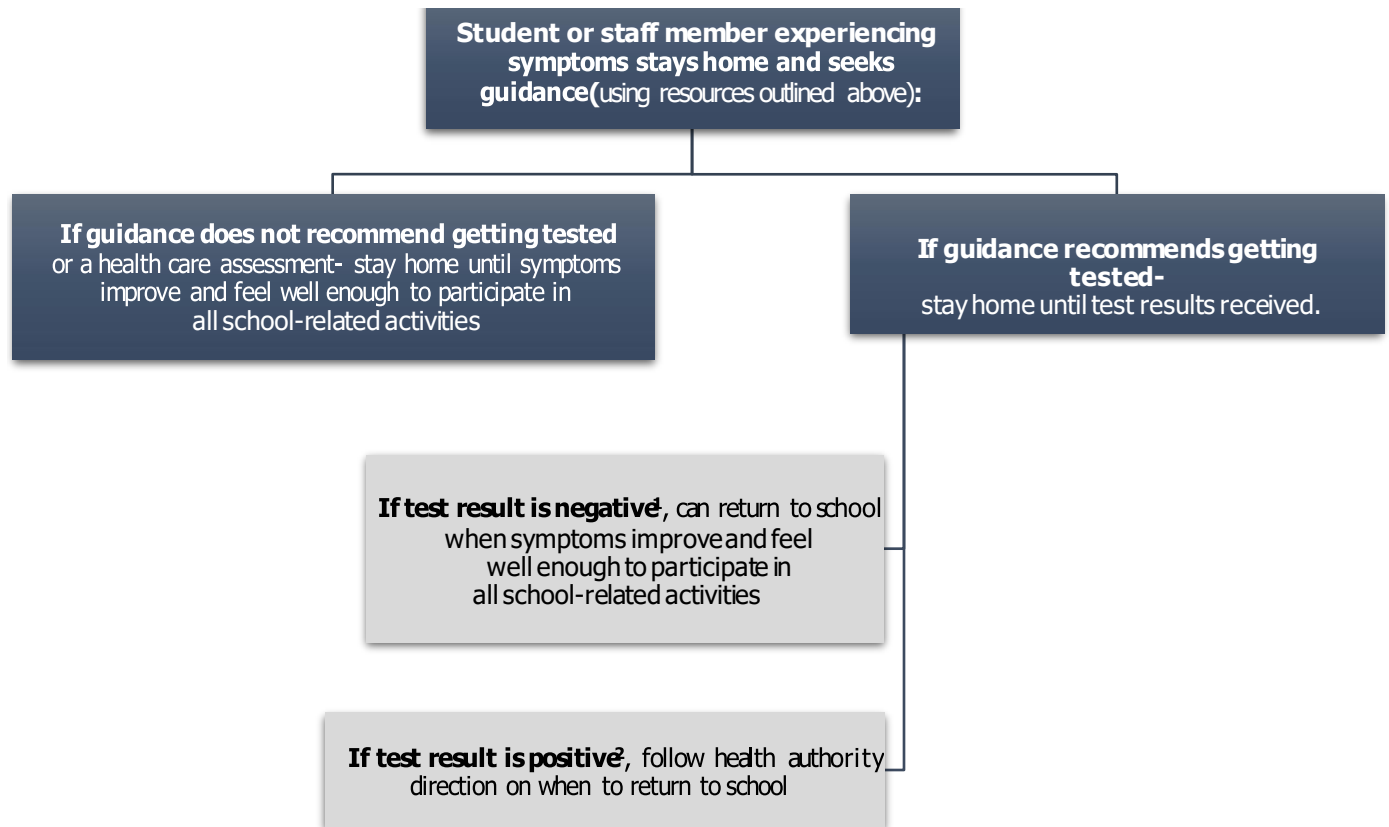 Student or staff member experiencing
symptoms stays home and seeks
guidance(using resources outlined above):
If guidance does not recommend getting tested
or a health care assessment- stay home until symptoms
improve and feel well enough to participate in
all school-related activities
If guidance recommends getting
tested-
stay home until test results received.
If test result is negative¹, can return to school
when symptoms improve and feel
well enough to participate in
all school-related activities
If test result is positive², follow health authority
direction on when to return to school